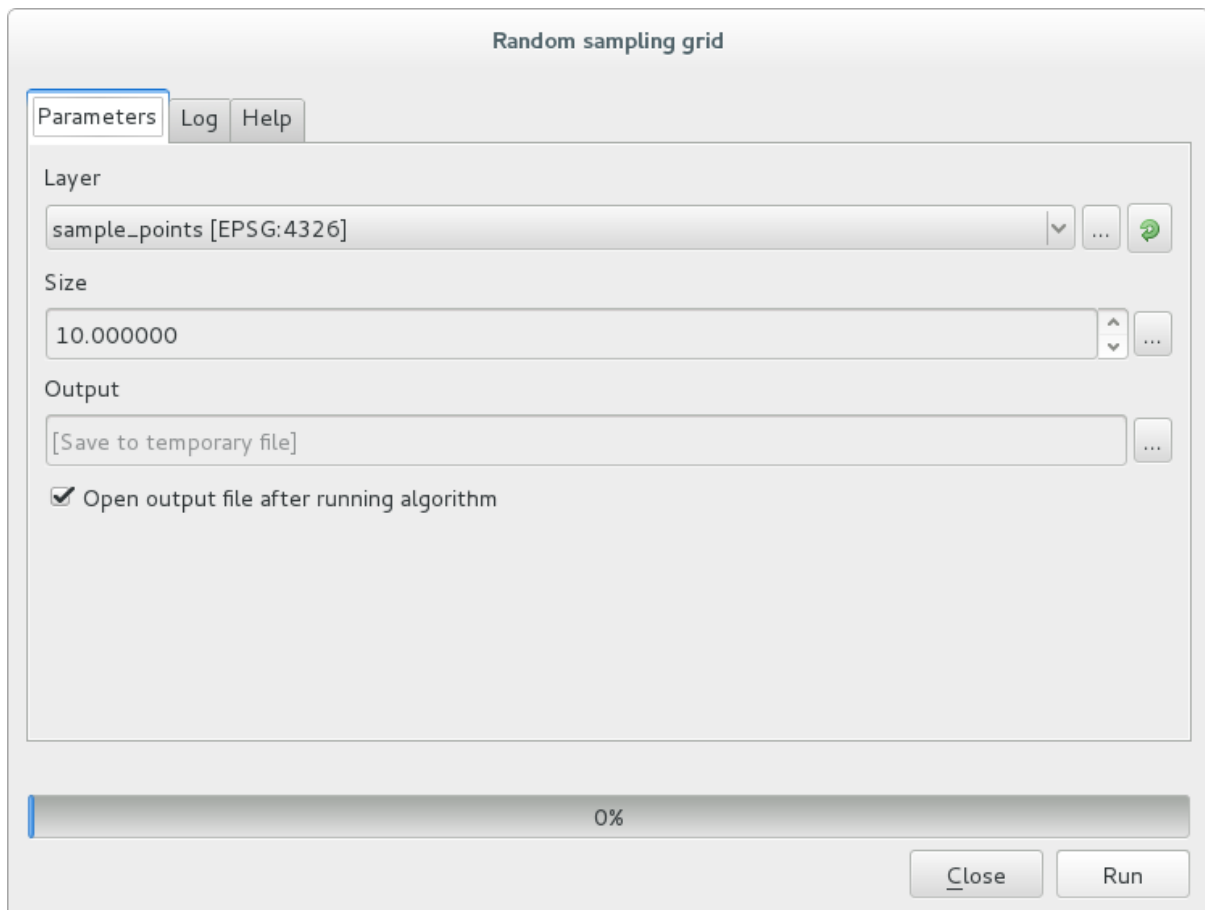 Random sampling grid
Parameters Log Help
Layer
sample_points [EPSG:4326] ...
Size
10.000000 ...
Output
[Save to temporary file] ...
Open output file after running algorithm
0%
Close Run